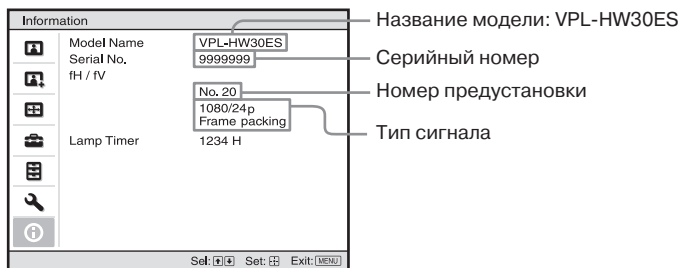 Information
Model Name VPL-HW30ES
Serial No. 9999999
fH / fV
No. 20
1080/24p
Frame packing
Lamp Timer 1234 H
Sel: Set: Exit: MENU
Название модели: VPL-HW30ES
Серийный номер
Номер предустановки
Тип сигнала